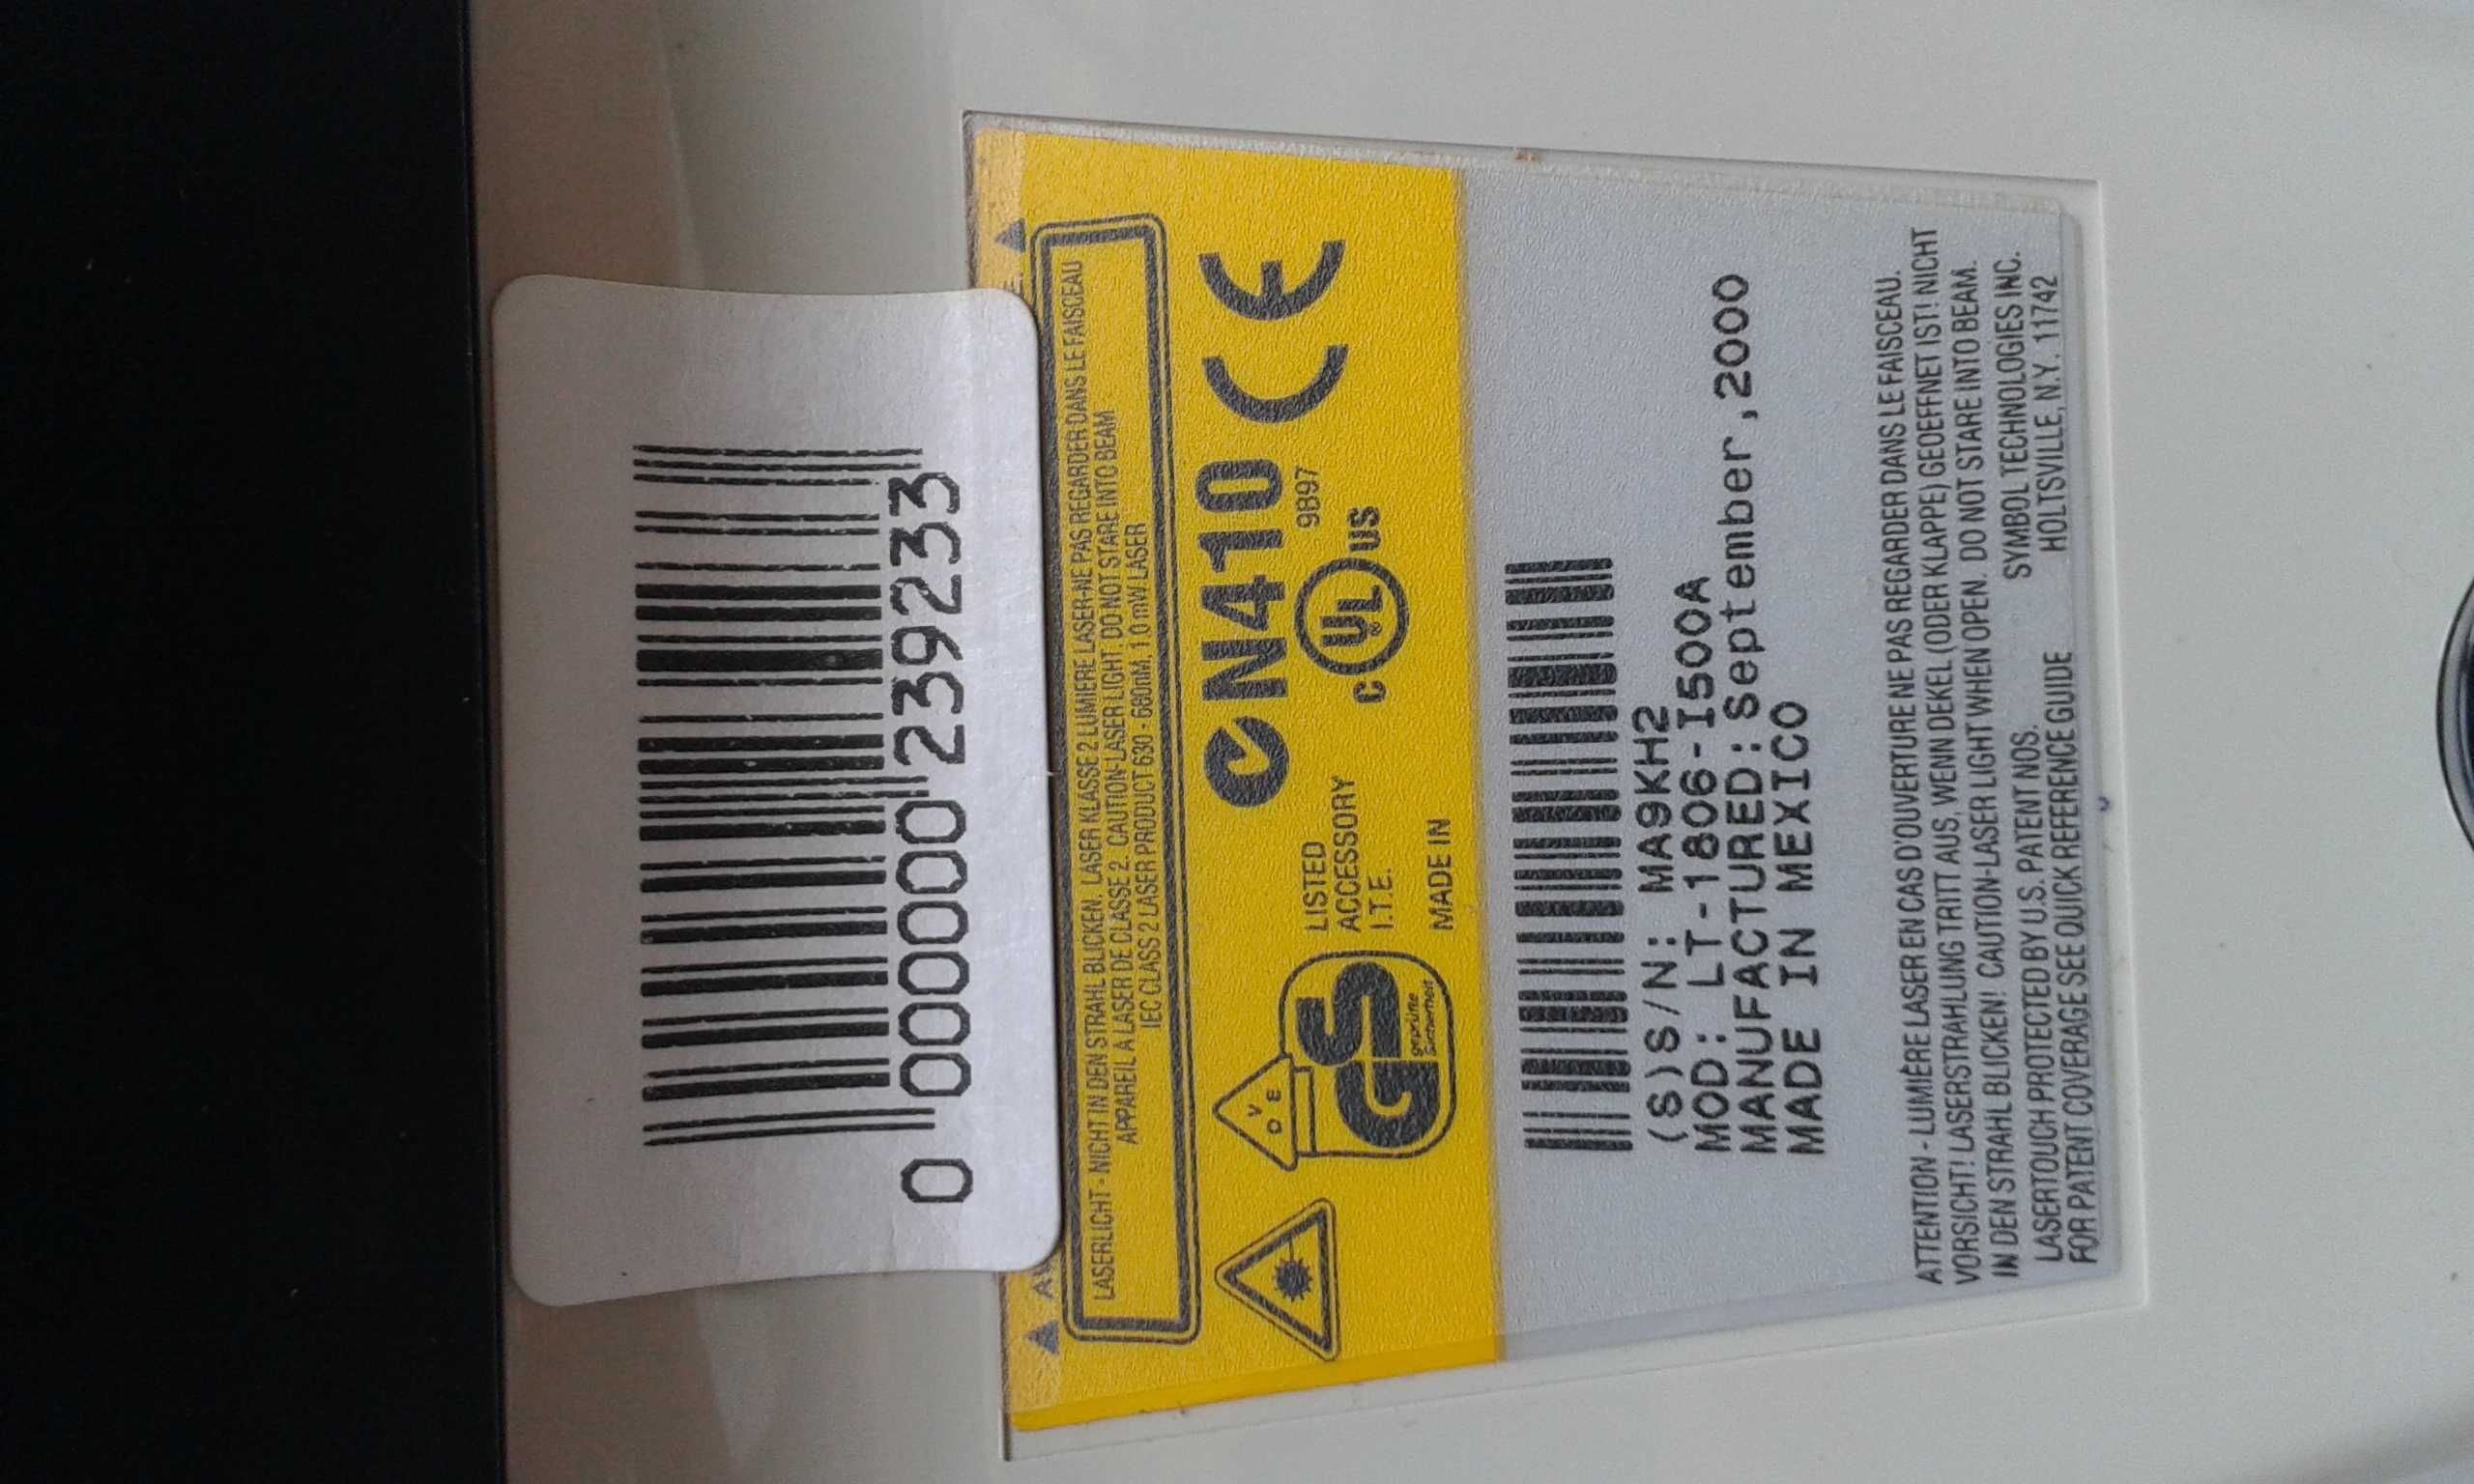 0 000000 239233
LASERLICHT - NICHT IN DEN STRAHL BLICKEN. LASER KLASSE 2 LUMIERE LASER-NE PAS REGARDER DANS LE FAISCEAU
APPAREIL A LASER DE CLASSE 2. CAUTION-LASER LIGHT. DO NOT STARE INTO BEAM
IEC CLASS 2 LASER PRODUCT 630 - 680nM, 1.0 mW LASER
N410 CE
9B97
VDE
GS
geprüfte
Sicherheit
LISTED
ACCESSORY
I.T.E.
C UL US
MADE IN
(S)S/N: MA9KH2
MOD: LT-1806-I500A
MANUFACTURED: September,2000
MADE IN MEXICO
ATTENTION - LUMIÈRE LASER EN CAS D'OUVERTURE NE PAS REGARDER DANS LE FAISCEAU.
VORSICHT! LASERSTRAHLUNG TRITT AUS, WENN DEKEL (ODER KLAPPE) GEOEFFNET IST! NICHT
IN DEN STRAHL BLICKEN! CAUTION-LASER LIGHT WHEN OPEN. DO NOT STARE INTO BEAM.
LASERTOUCH PROTECTED BY U.S. PATENT NOS. SYMBOL TECHNOLOGIES INC.
FOR PATENT COVERAGE SEE QUICK REFERENCE GUIDE HOLTSVILLE, N.Y. 11742